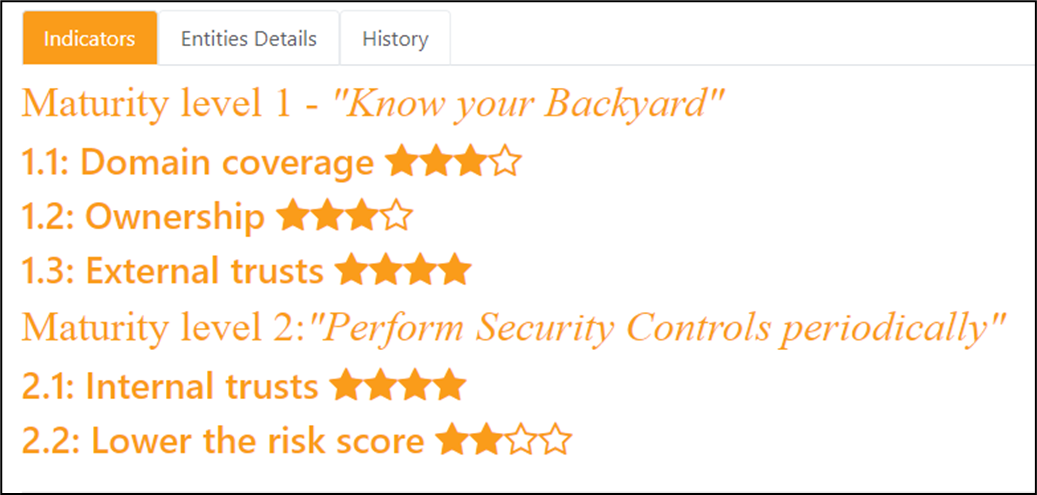 Indicators Entities Details History
Maturity level 1 - "Know your Backyard"
1.1: Domain coverage ★★★☆
1.2: Ownership ★★★☆
1.3: External trusts ★★★★
Maturity level 2:"Perform Security Controls periodically"
2.1: Internal trusts ★★★★
2.2: Lower the risk score ★★☆☆